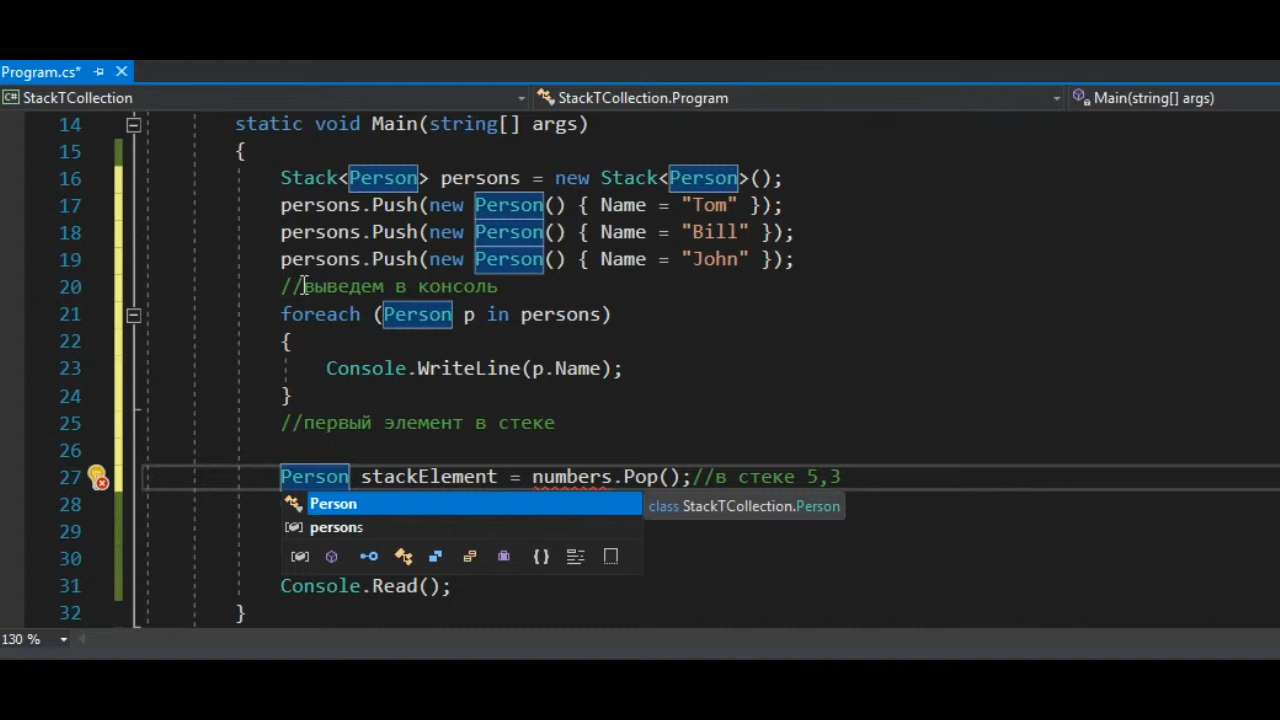 Program.cs*
C# StackTCollection
StackTCollection.Program
Main(string[] args)
14 static void Main(string[] args)
15 {
16 Stack<Person> persons = new Stack<Person>();
17 persons.Push(new Person() { Name = "Tom" });
18 persons.Push(new Person() { Name = "Bill" });
19 persons.Push(new Person() { Name = "John" });
20 //выведем в консоль
21 foreach (Person p in persons)
22 {
23 Console.WriteLine(p.Name);
24 }
25 //первый элемент в стеке
26
27 Person stackElement = numbers.Pop();//в стеке 5,3
28 Person class StackTCollection.Person
29 persons
30
31 Console.Read();
32 }
130 %